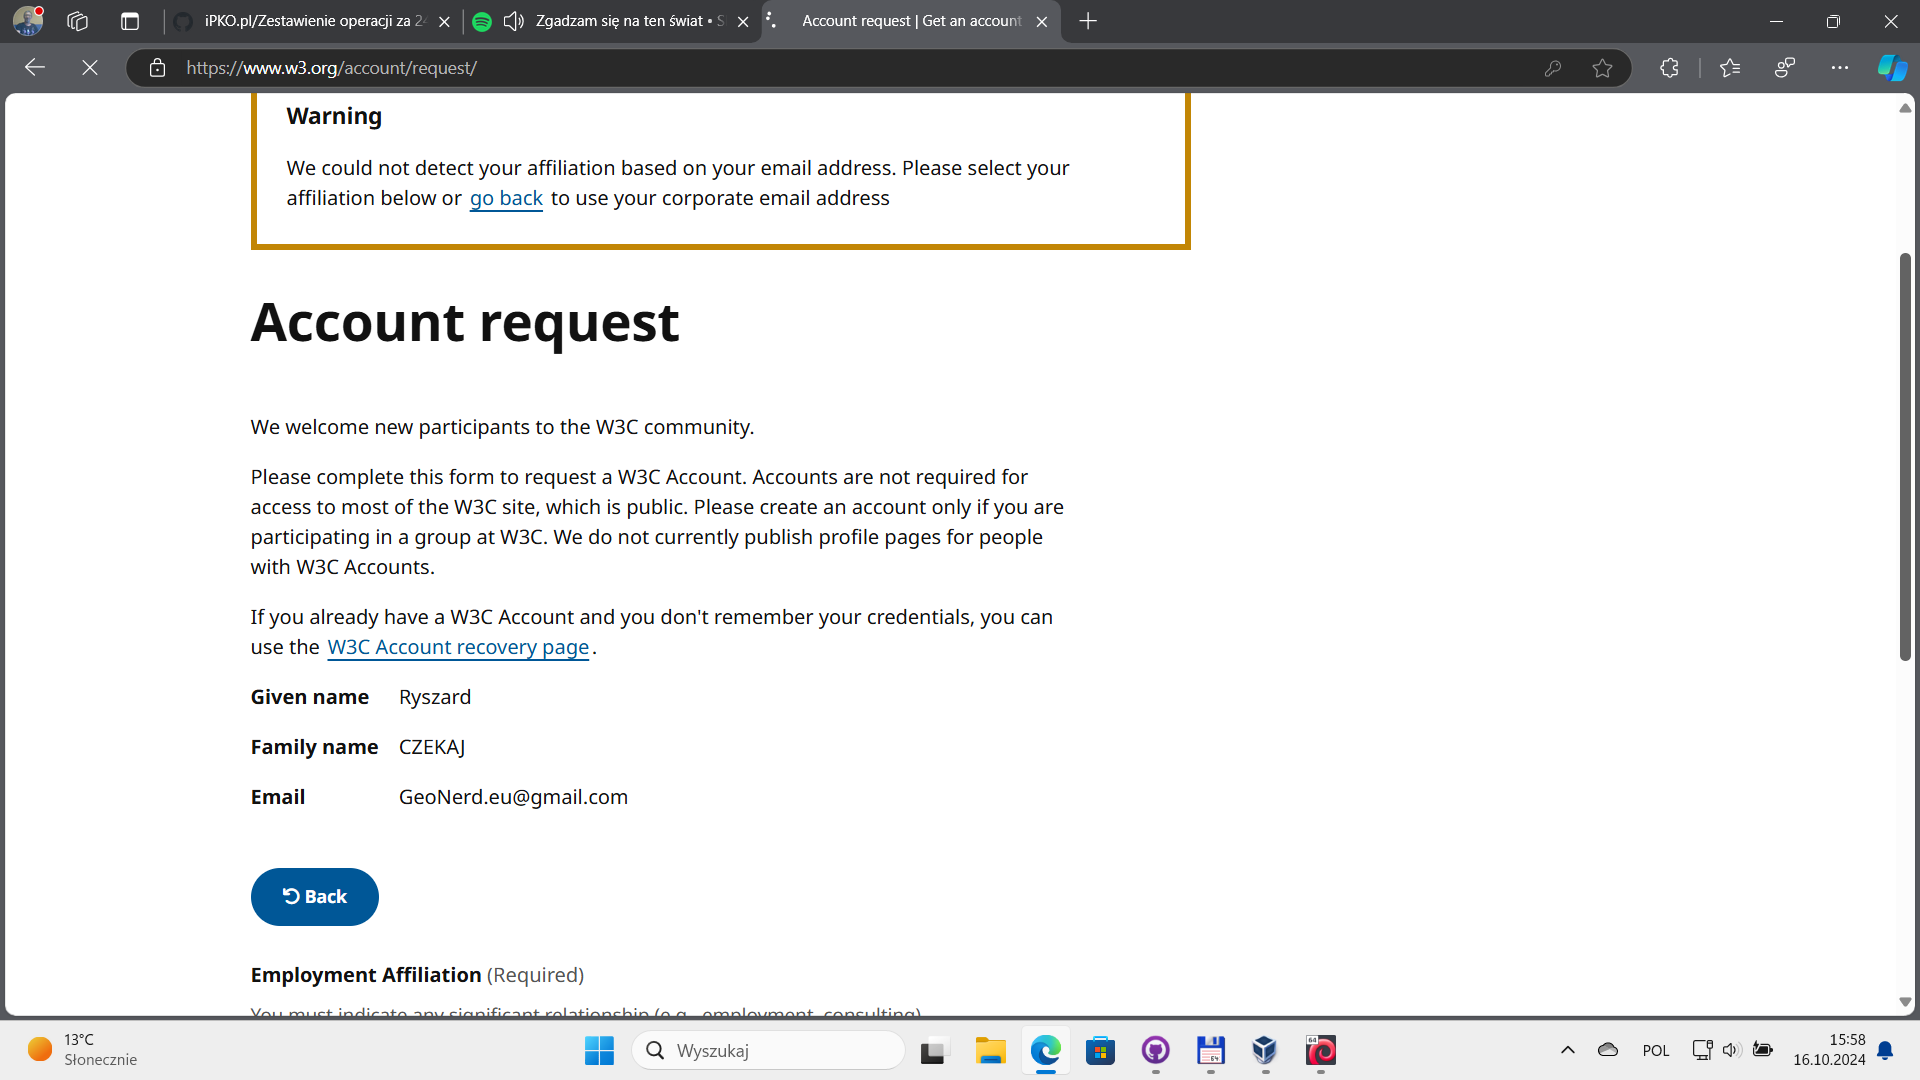 iPKO.pl/Zestawienie operacji za 24
Zgadzam się na ten świat • S
Account request | Get an account
https://www.w3.org/account/request/
Warning
We could not detect your affiliation based on your email address. Please select your
affiliation below or go back to use your corporate email address
Account request
We welcome new participants to the W3C community.
Please complete this form to request a W3C Account. Accounts are not required for
access to most of the W3C site, which is public. Please create an account only if you are
participating in a group at W3C. We do not currently publish profile pages for people
with W3C Accounts.
If you already have a W3C Account and you don't remember your credentials, you can
use the W3C Account recovery page.
Given name Ryszard
Family name CZEKAJ
Email GeoNerd.eu@gmail.com
Back
Employment Affiliation (Required)
You must indicate any significant relationship (e.g., employment, consulting)
13°C
Słonecznie
Wyszukaj
64
64
POL
15:58
16.10.2024